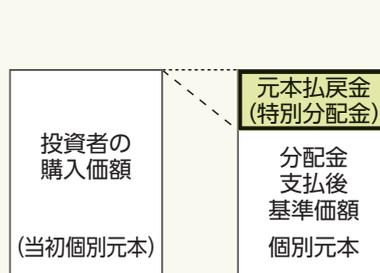 投資者の
購入価額
(当初個別元本)
元本払戻金
(特別分配金)
分配金
支払後
基準価額
個別元本